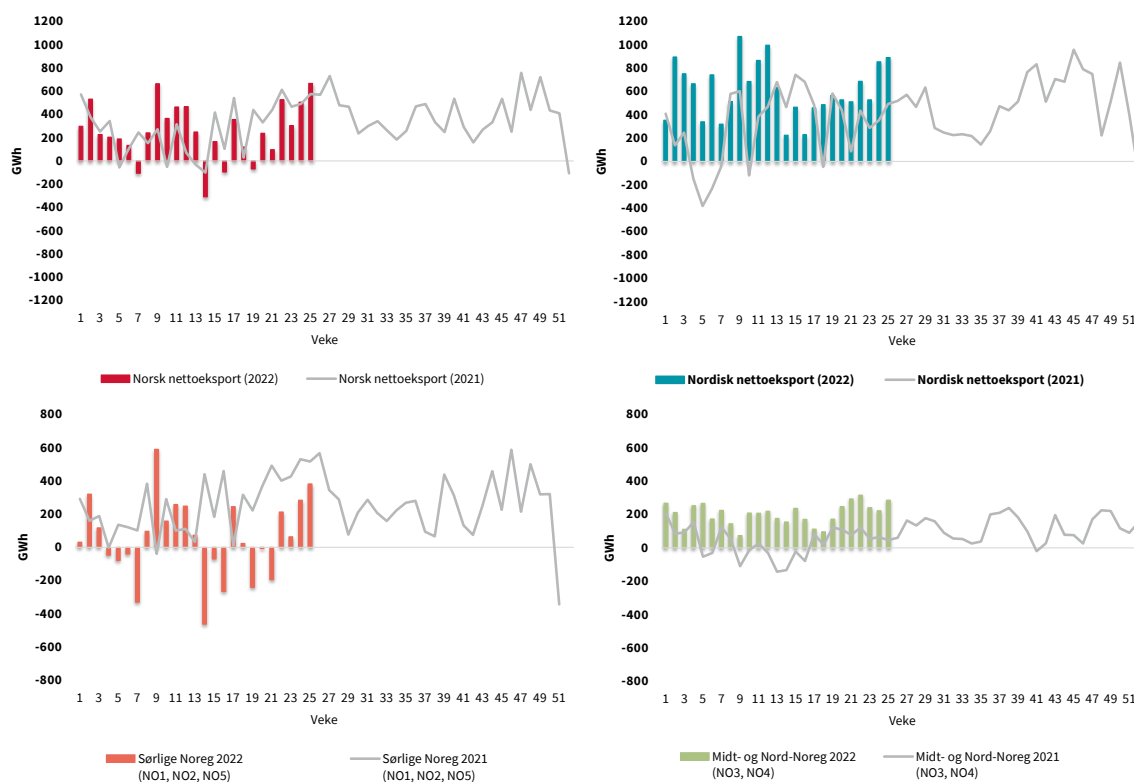 1200
1000
800
600
400
200
0
-200
-400
-600
-800
-1000
-1200
GWh
1 3 5 7 9 11 13 15 17 19 21 23 25 27 29 31 33 35 37 39 41 43 45 47 49 51
Veke
Norsk nettoeksport (2022) Norsk nettoeksport (2021)
1200
1000
800
600
400
200
0
-200
-400
-600
-800
-1000
-1200
GWh
1 3 5 7 9 11 13 15 17 19 21 23 25 27 29 31 33 35 37 39 41 43 45 47 49 51
Veke
Nordisk nettoeksport (2022) Nordisk nettoeksport (2021)
800
600
400
200
0
-200
-400
-600
-800
GWh
1 3 5 7 9 11 13 15 17 19 21 23 25 27 29 31 33 35 37 39 41 43 45 47 49 51
Veke
Sørlige Noreg 2022
(NO1, NO2, NO5)
Sørlige Noreg 2021
(NO1, NO2, NO5)
800
600
400
200
0
-200
-400
-600
-800
GWh
1 3 5 7 9 11 13 15 17 19 21 23 25 27 29 31 33 35 37 39 41 43 45 47 49 51
Veke
Midt- og Nord-Noreg 2022
(NO3, NO4)
Midt- og Nord-Noreg 2021
(NO3, NO4)